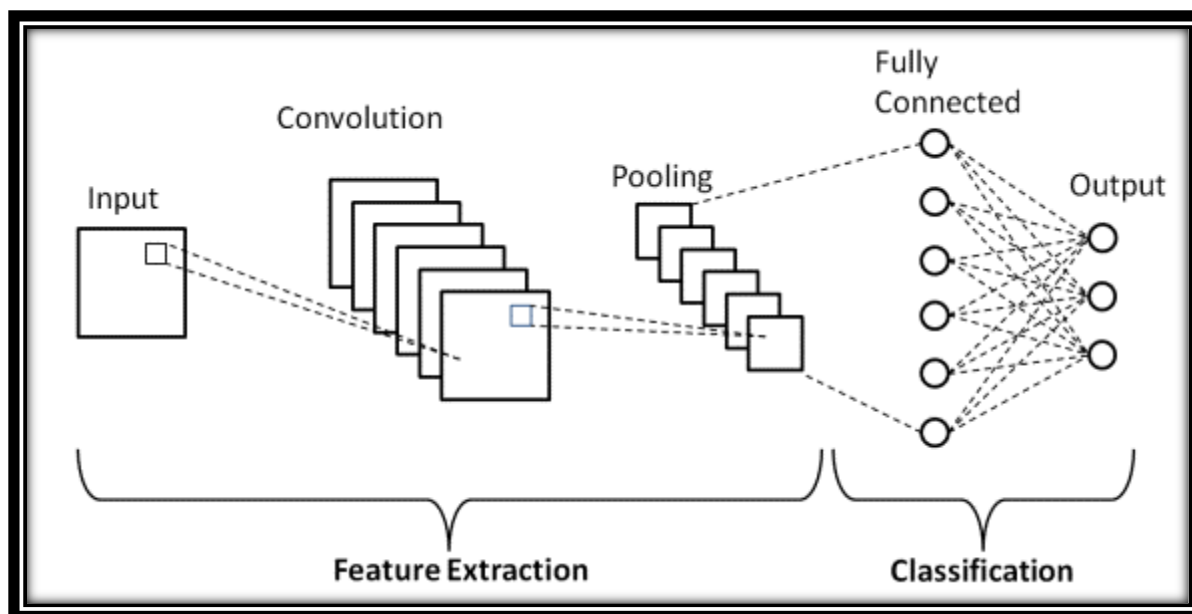 Input
Convolution
Pooling
Fully
Connected
Output
Feature Extraction
Classification